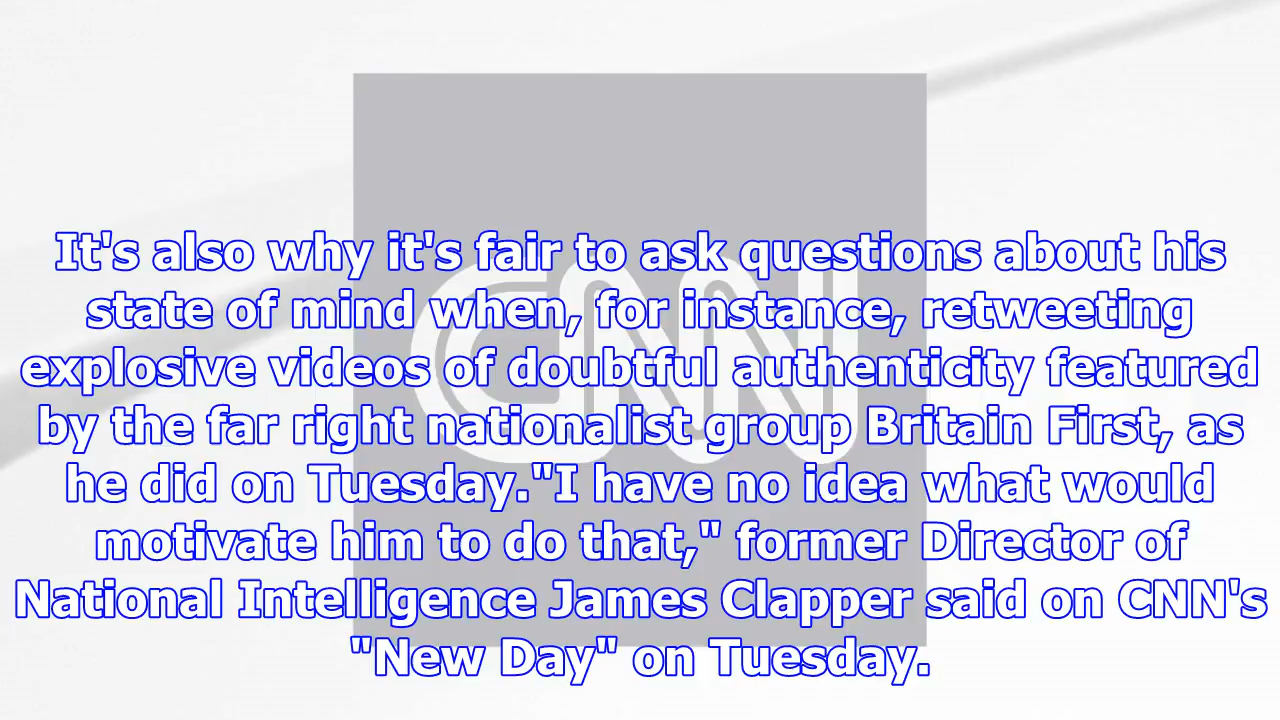 CNN
It's also why it's fair to ask questions about his
state of mind when, for instance, retweeting
explosive videos of doubtful authenticity featured
by the far right nationalist group Britain First, as
he did on Tuesday."I have no idea what would
motivate him to do that," former Director of
National Intelligence James Clapper said on CNN's
"New Day" on Tuesday.